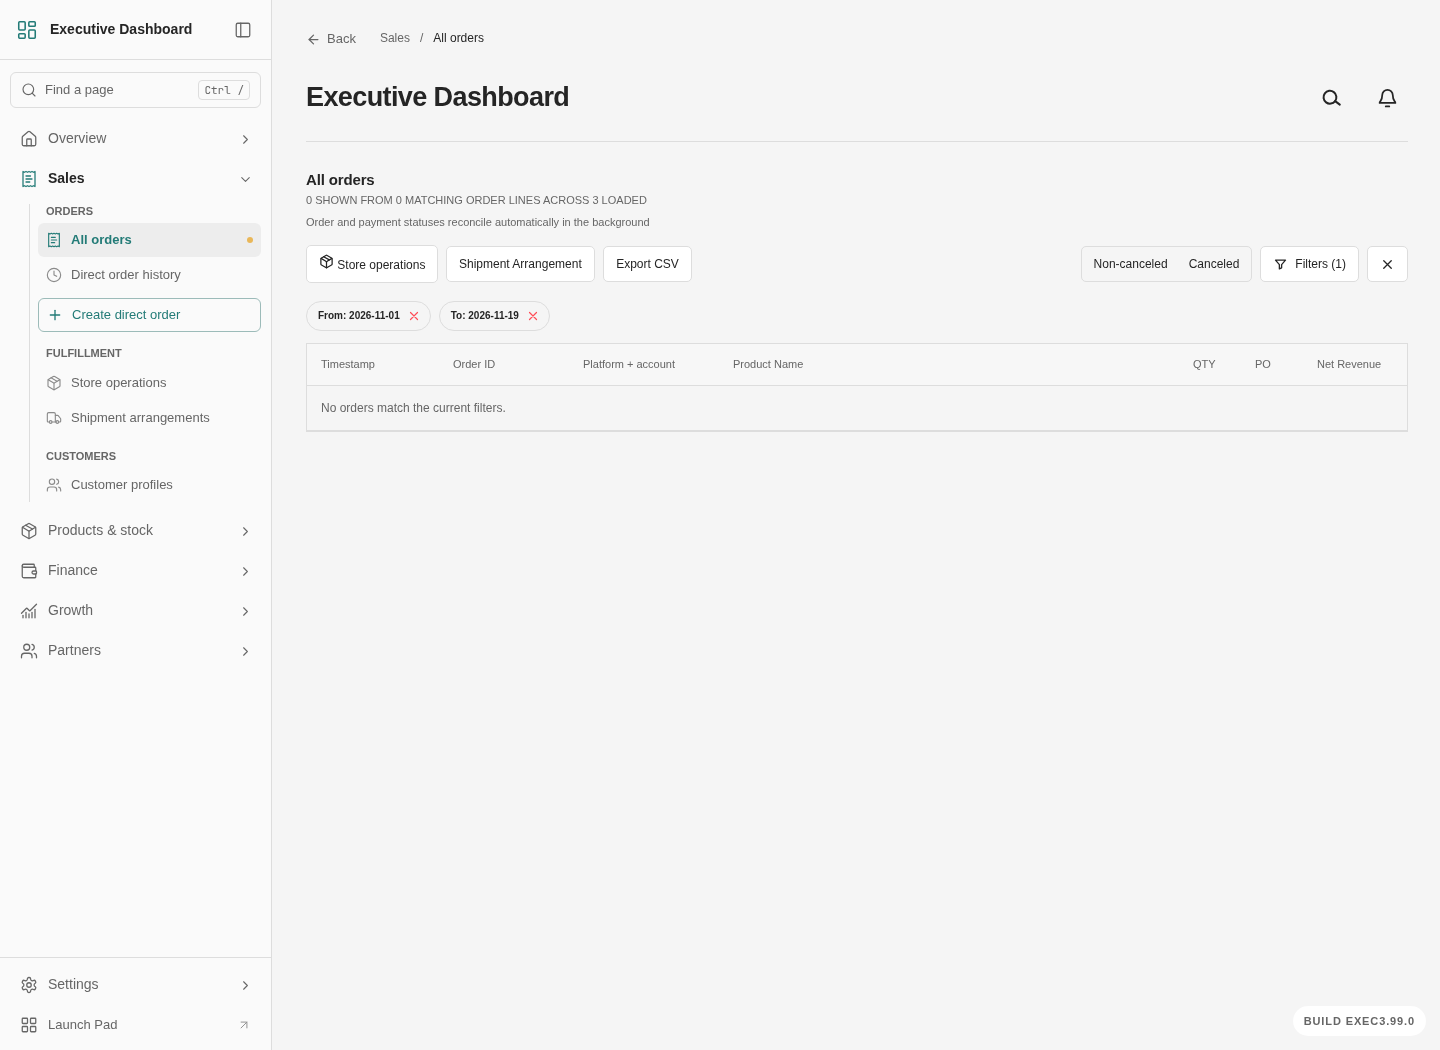 Executive Dashboard
Find a page
Ctrl /
Overview
Sales
ORDERS
All orders
Direct order history
Create direct order
FULFILLMENT
Store operations
Shipment arrangements
CUSTOMERS
Customer profiles
Products & stock
Finance
Growth
Partners
Settings
Launch Pad
Back Sales / All orders
Executive Dashboard
All orders
0 SHOWN FROM 0 MATCHING ORDER LINES ACROSS 3 LOADED
Order and payment statuses reconcile automatically in the background
Store operations Shipment Arrangement Export CSV Non-canceled Canceled Filters (1)
From: 2026-11-01 To: 2026-11-19
Timestamp Order ID Platform + account Product Name QTY PO Net Revenue
No orders match the current filters.
BUILD EXEC3.99.0